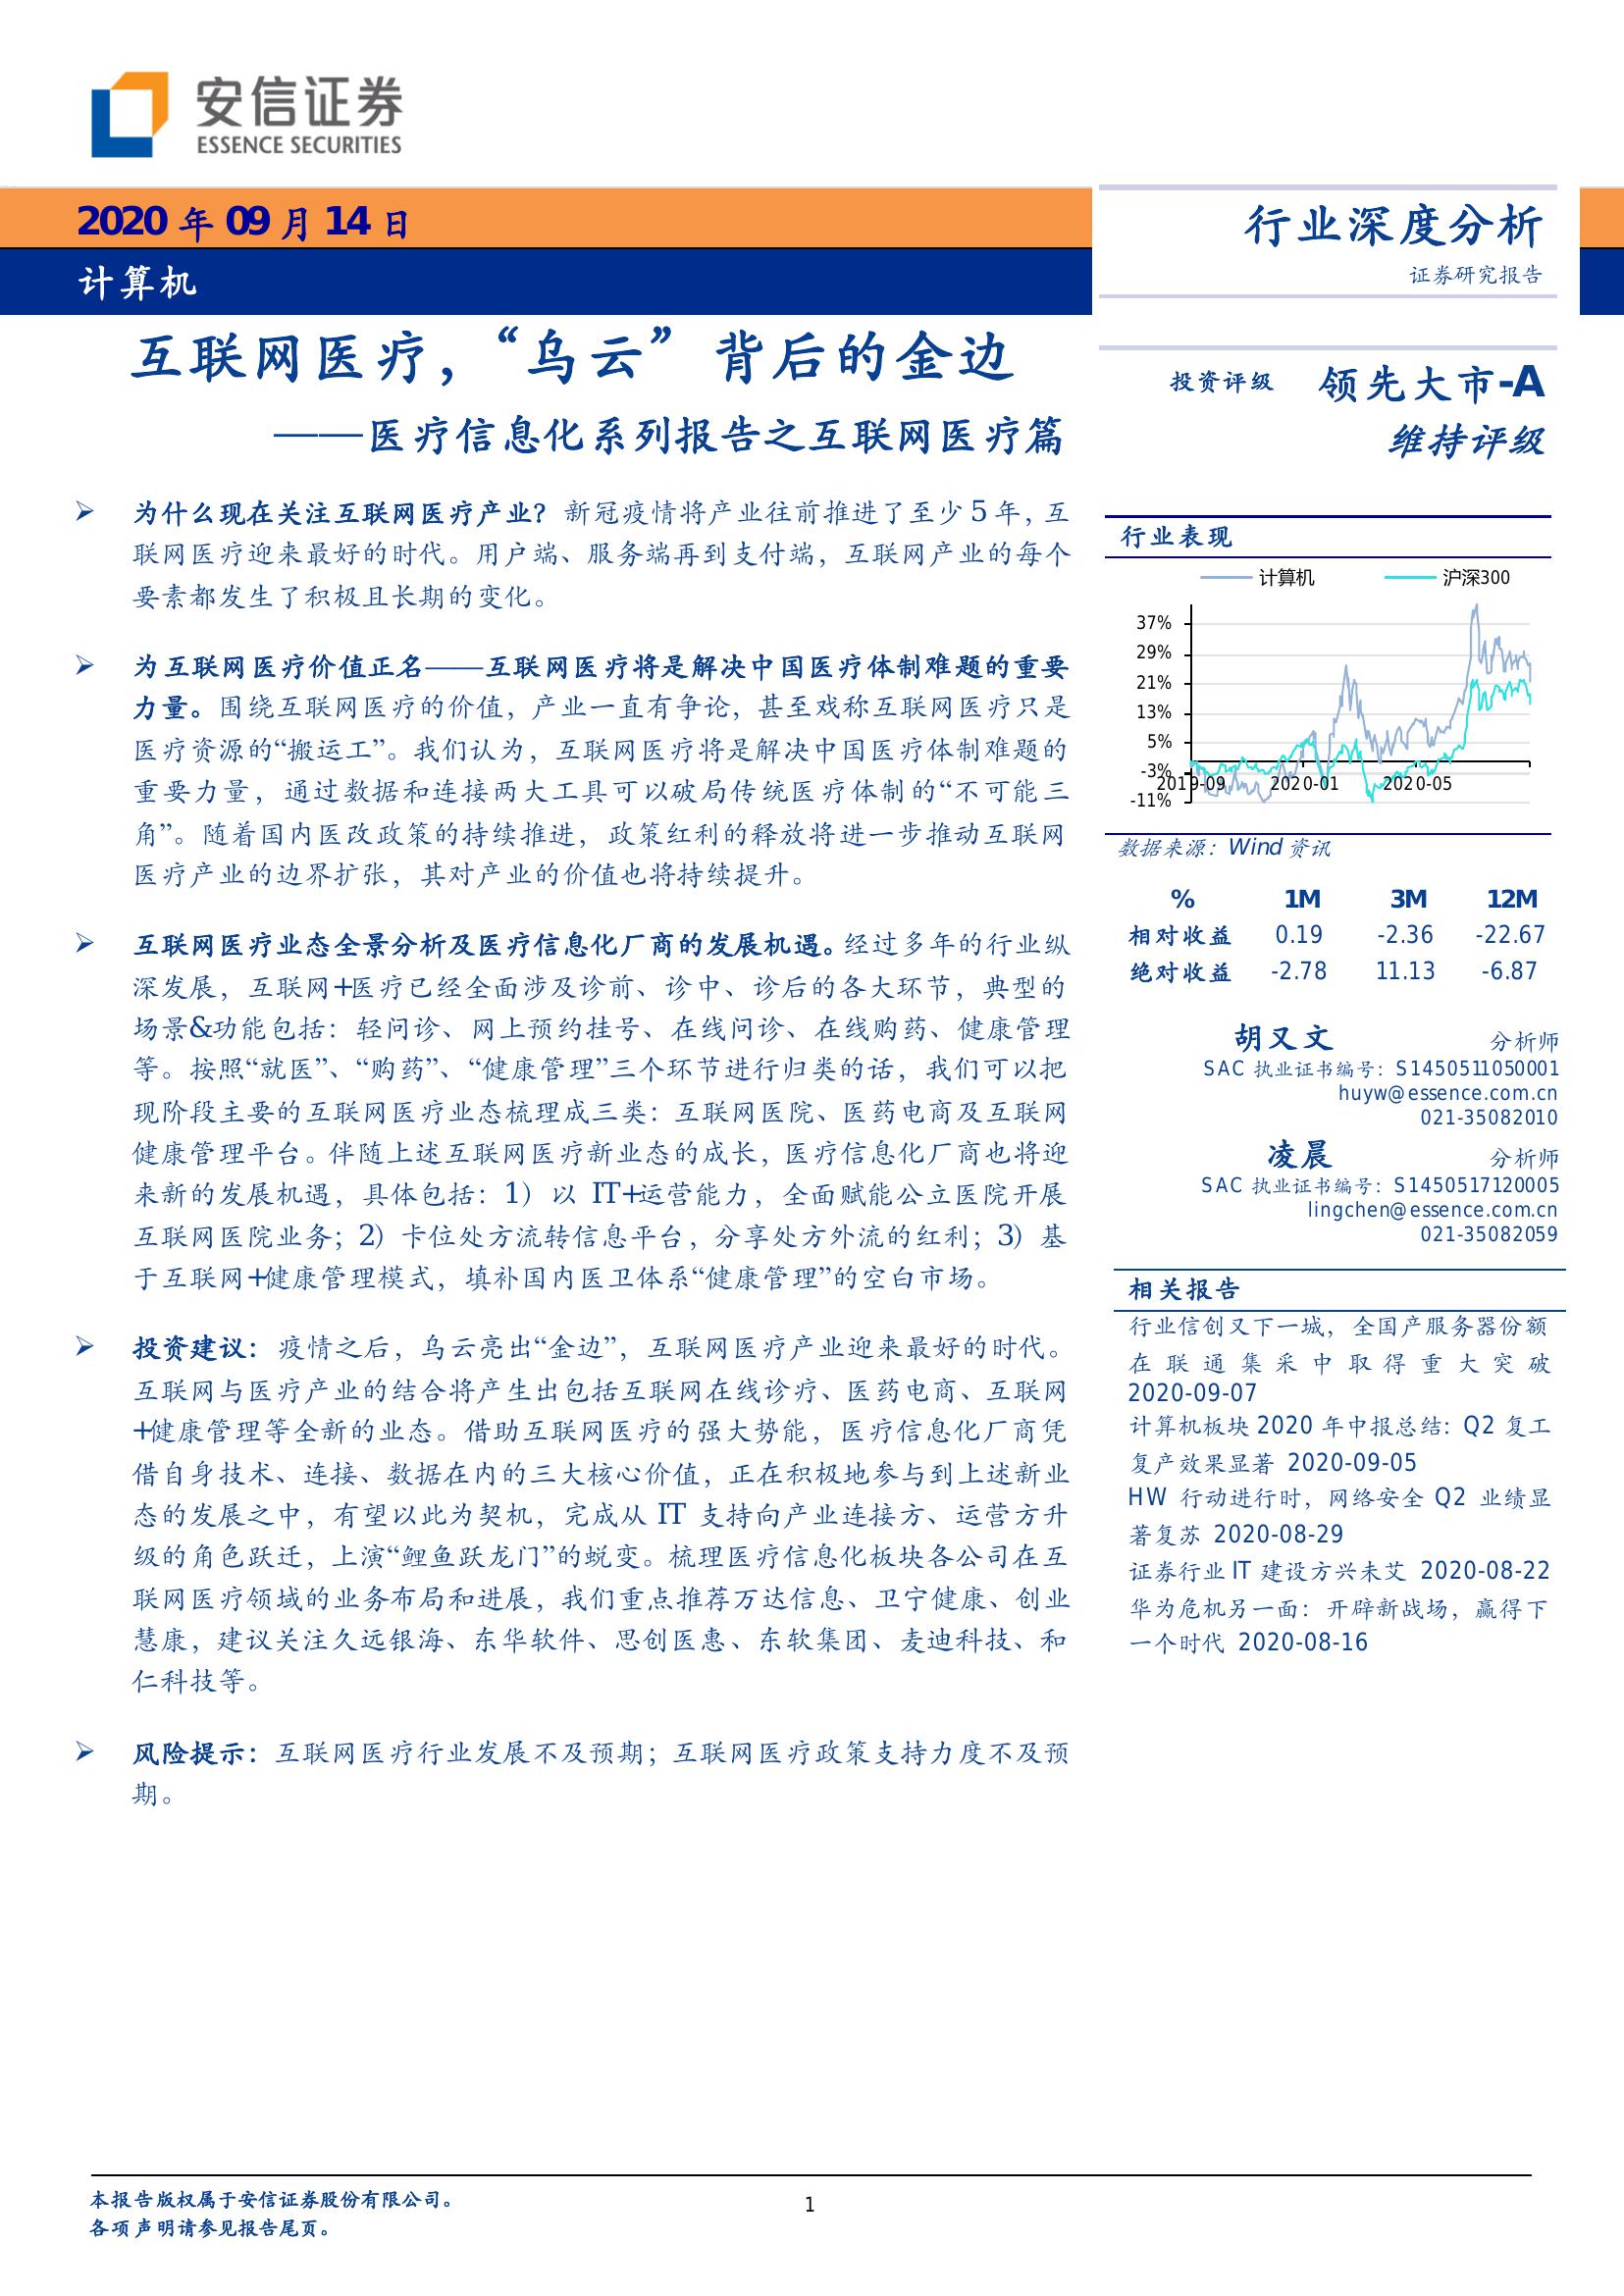 安信证券
ESSENCE SECURITIES
2020 年 09 月 14 日
计算机
行业深度分析
证券研究报告
互联网医疗，“乌云”背后的金边
——医疗信息化系列报告之互联网医疗篇
➢ 为什么现在关注互联网医疗产业？新冠疫情将产业往前推进了至少 5 年，互
联网医疗迎来最好的时代。用户端、服务端再到支付端，互联网产业的每个
要素都发生了积极且长期的变化。
➢ 为互联网医疗价值正名——互联网医疗将是解决中国医疗体制难题的重要
力量。围绕互联网医疗的价值，产业一直有争论，甚至戏称互联网医疗只是
医疗资源的“搬运工”。我们认为，互联网医疗将是解决中国医疗体制难题的
重要力量，通过数据和连接两大工具可以破局传统医疗体制的“不可能三
角”。随着国内医改政策的持续推进，政策红利的释放将进一步推动互联网
医疗产业的边界扩张，其对产业的价值也将持续提升。
➢ 互联网医疗业态全景分析及医疗信息化厂商的发展机遇。经过多年的行业纵
深发展，互联网+医疗已经全面涉及诊前、诊中、诊后的各大环节，典型的
场景&功能包括：轻问诊、网上预约挂号、在线问诊、在线购药、健康管理
等。按照“就医”、“购药”、“健康管理”三个环节进行归类的话，我们可以把
现阶段主要的互联网医疗业态梳理成三类：互联网医院、医药电商及互联网
健康管理平台。伴随上述互联网医疗新业态的成长，医疗信息化厂商也将迎
来新的发展机遇，具体包括：1）以 IT+运营能力，全面赋能公立医院开展
互联网医院业务；2）卡位处方流转信息平台，分享处方外流的红利；3）基
于互联网+健康管理模式，填补国内医卫体系“健康管理”的空白市场。
➢ 投资建议：疫情之后，乌云亮出“金边”，互联网医疗产业迎来最好的时代。
互联网与医疗产业的结合将产生出包括互联网在线诊疗、医药电商、互联网
+健康管理等全新的业态。借助互联网医疗的强大势能，医疗信息化厂商凭
借自身技术、连接、数据在内的三大核心价值，正在积极地参与到上述新业
态的发展之中，有望以此为契机，完成从 IT 支持向产业连接方、运营方升
级的角色跃迁，上演“鲤鱼跃龙门”的蜕变。梳理医疗信息化板块各公司在互
联网医疗领域的业务布局和进展，我们重点推荐万达信息、卫宁健康、创业
慧康，建议关注久远银海、东华软件、思创医惠、东软集团、麦迪科技、和
仁科技等。
➢ 风险提示：互联网医疗行业发展不及预期；互联网医疗政策支持力度不及预
期。
投资评级 领先大市-A
维持评级
行业表现
计算机 沪深300
37%
29%
21%
13%
5%
-3%
-11%
2019-09 2020-01 2020-05
数据来源：Wind 资讯
% 1M 3M 12M
相对收益 0.19 -2.36 -22.67
绝对收益 -2.78 11.13 -6.87
胡又文 分析师
SAC 执业证书编号：S1450511050001
huyw@essence.com.cn
021-35082010
凌晨 分析师
SAC 执业证书编号：S1450517120005
lingchen@essence.com.cn
021-35082059
相关报告
行业信创又下一城，全国产服务器份额
在联通集采中取得重大突破
2020-09-07
计算机板块 2020 年中报总结：Q2 复工
复产效果显著 2020-09-05
HW 行动进行时，网络安全 Q2 业绩显
著复苏 2020-08-29
证券行业 IT 建设方兴未艾 2020-08-22
华为危机另一面：开辟新战场，赢得下
一个时代 2020-08-16
本报告版权属于安信证券股份有限公司。
各项声明请参见报告尾页。
1